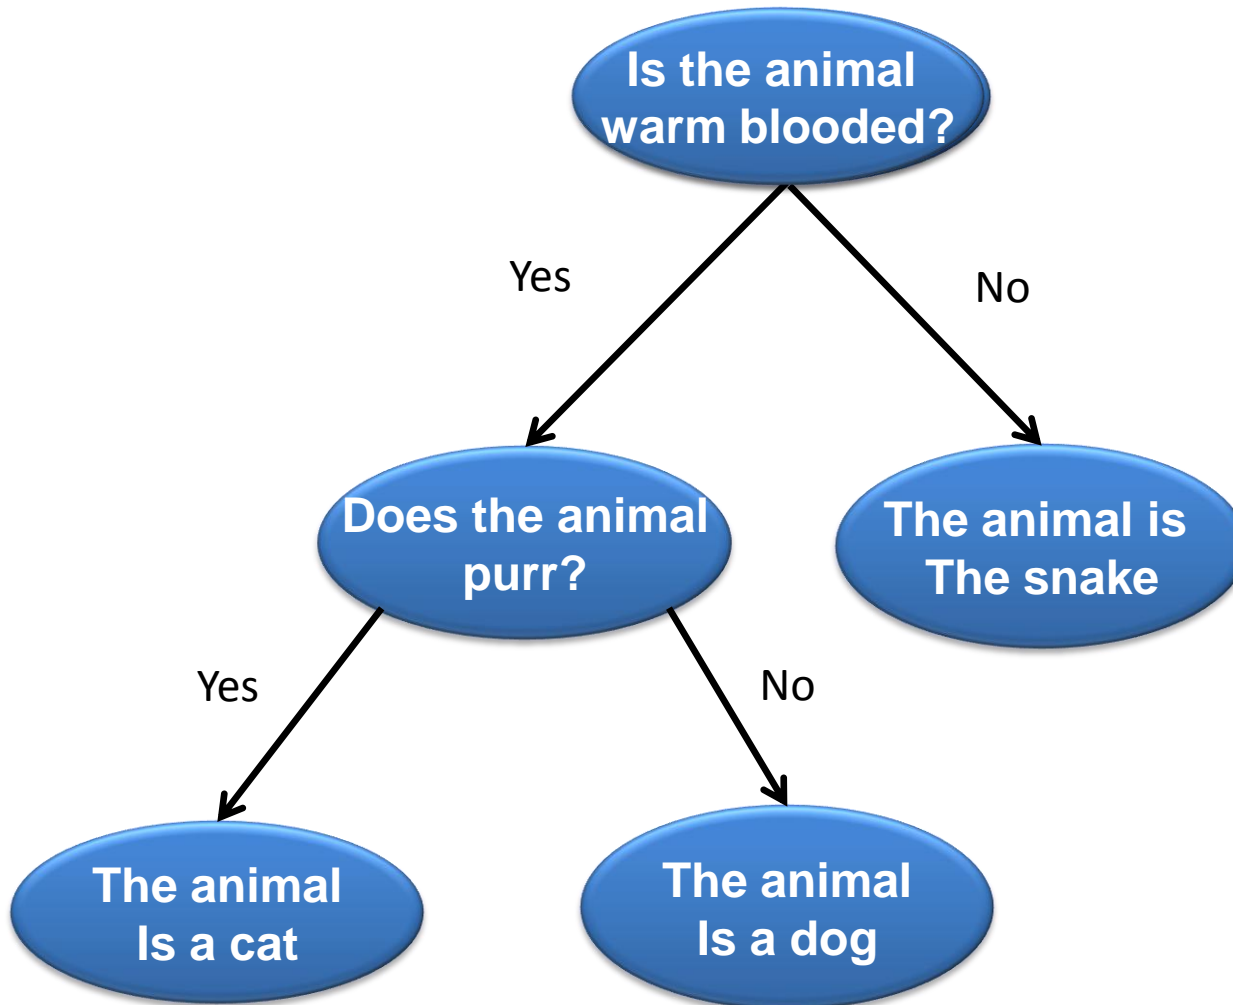 Is the animal
warm blooded?
Yes
No
Does the animal
purr?
The animal is
The snake
Yes
No
The animal
Is a cat
The animal
Is a dog